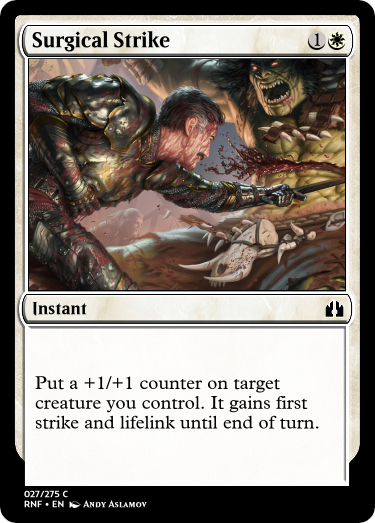 Surgical Strike 1
Instant
Put a +1/+1 counter on target
creature you control. It gains first
strike and lifelink until end of turn.
027/275 C
RNF • EN Andy Aslamov